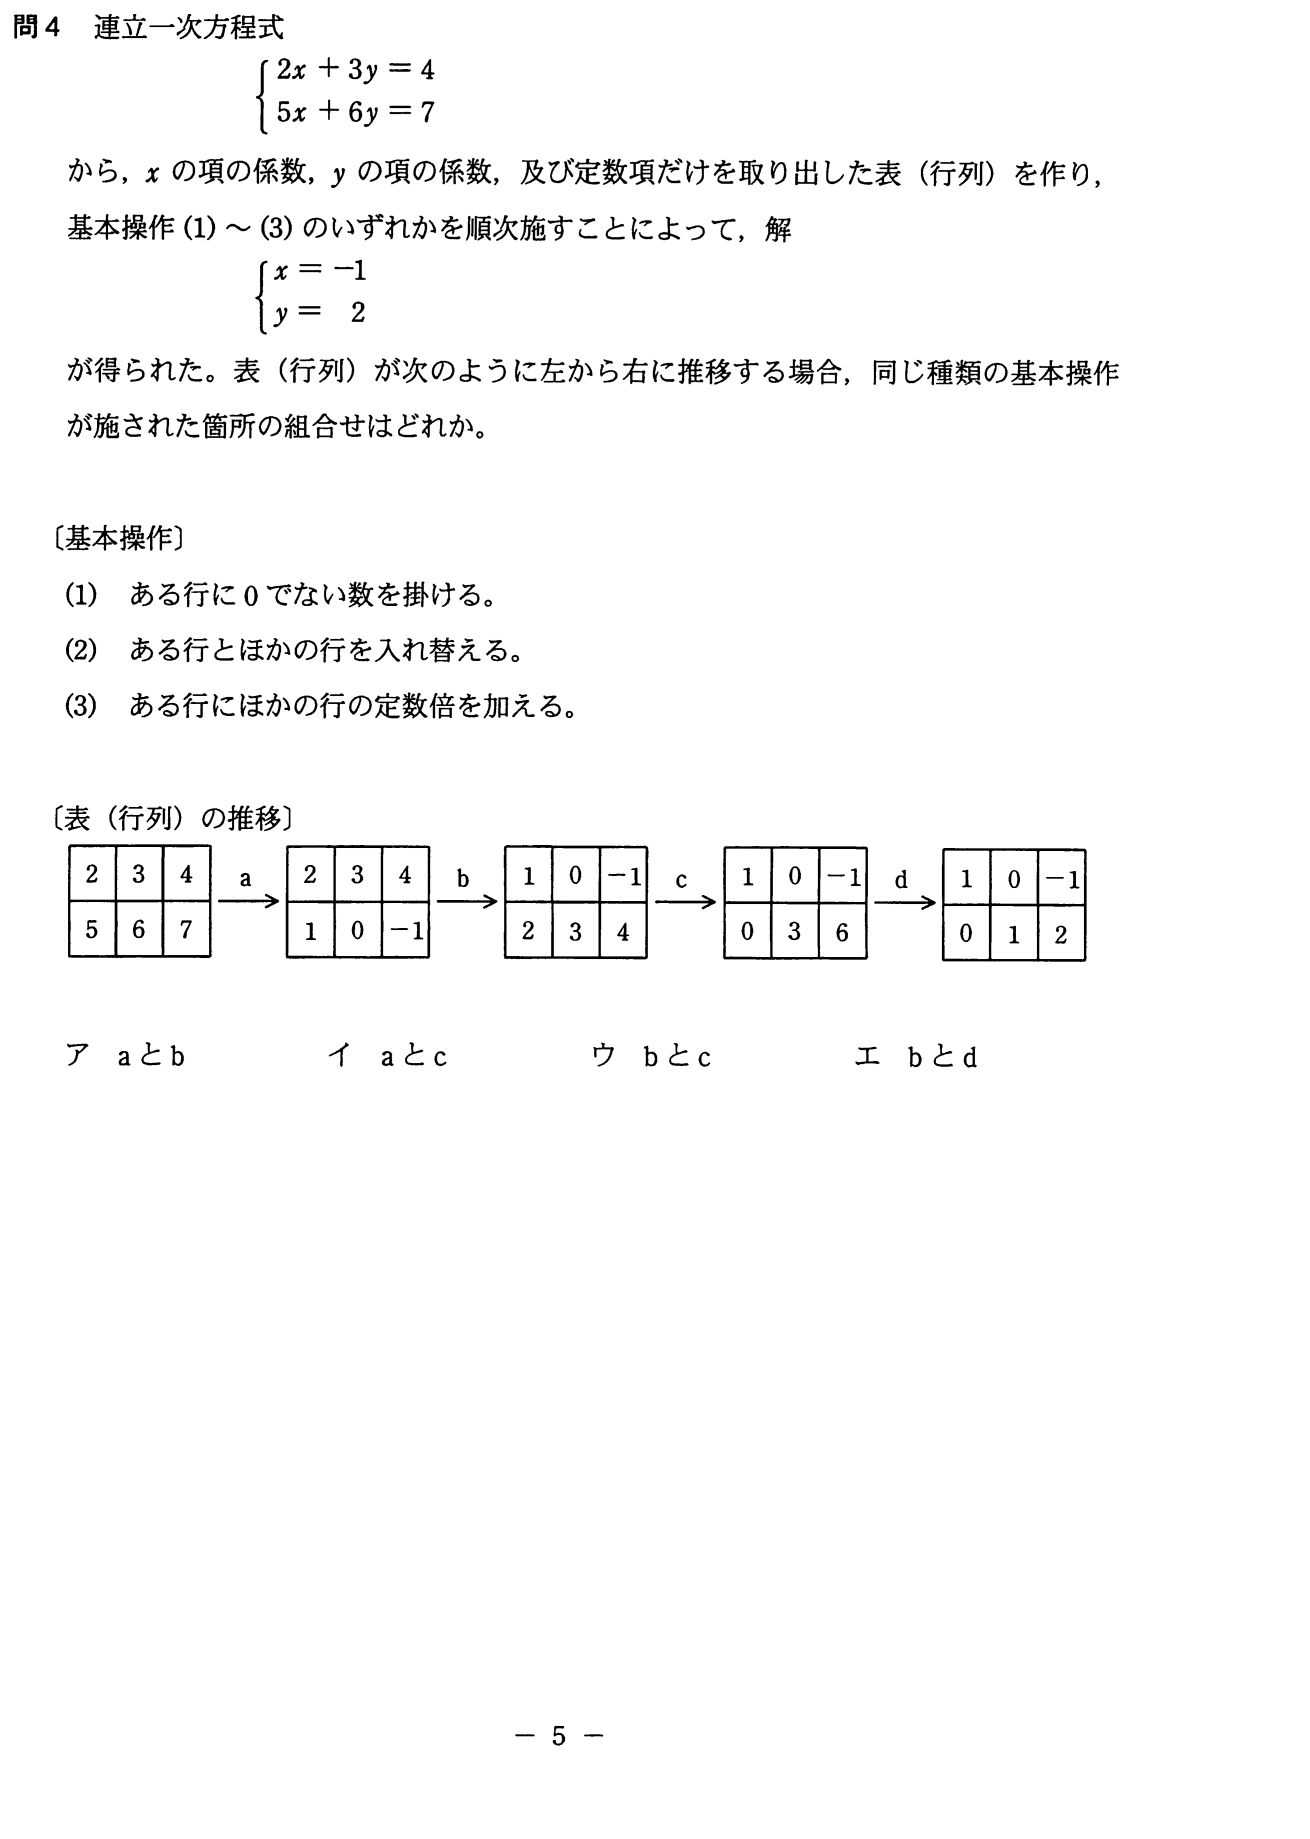 問4　連立一次方程式
2x + 3y = 4
5x + 6y = 7
から，x の項の係数，y の項の係数，及び定数項だけを取り出した表（行列）を作り，
基本操作 (1) ～ (3) のいずれかを順次施すことによって，解
x = −1
y = 2
が得られた。表（行列）が次のように左から右に推移する場合，同じ種類の基本操作
が施された箇所の組合せはどれか。
〔基本操作〕
(1)　ある行に 0 でない数を掛ける。
(2)　ある行とほかの行を入れ替える。
(3)　ある行にほかの行の定数倍を加える。
〔表（行列）の推移〕
2 3 4 a 2 3 4 b 1 0 −1 c 1 0 −1 d 1 0 −1
5 6 7 1 0 −1 2 3 4 0 3 6 0 1 2
ア　a と b　イ　a と c　ウ　b と c　エ　b と d
− 5 −